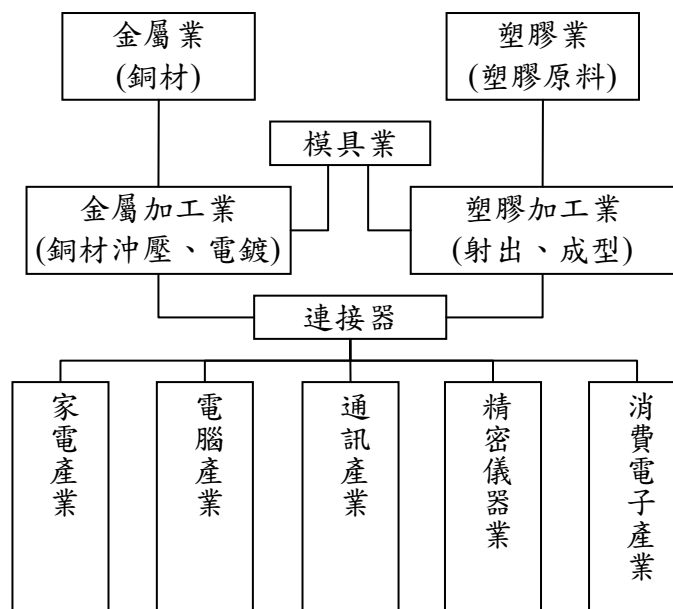 金屬業
(銅材)
塑膠業
(塑膠原料)
模具業
金屬加工業
(銅材沖壓、電鍍)
塑膠加工業
(射出、成型)
連接器
家電產業
電腦產業
通訊產業
精密儀器業
消費電子產業